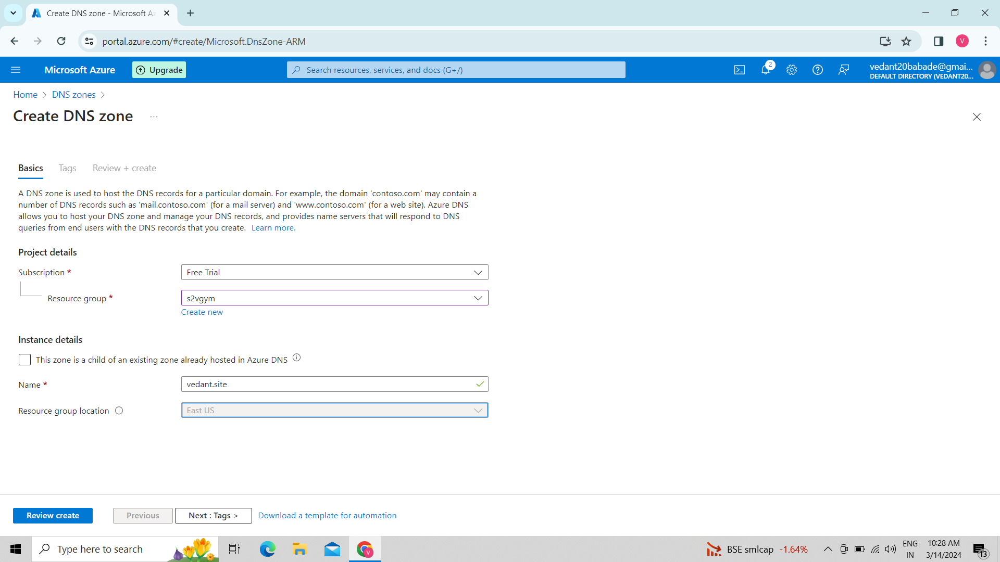 Create DNS zone - Microsoft Az
portal.azure.com/#create/Microsoft.DnsZone-ARM
V
Microsoft Azure
Upgrade
Search resources, services, and docs (G+/)
2
vedant20babade@gmai...
DEFAULT DIRECTORY (VEDANT20...
Home > DNS zones >
Create DNS zone ...
Basics Tags Review + create
A DNS zone is used to host the DNS records for a particular domain. For example, the domain 'contoso.com' may contain a
number of DNS records such as 'mail.contoso.com' (for a mail server) and 'www.contoso.com' (for a web site). Azure DNS
allows you to host your DNS zone and manage your DNS records, and provides name servers that will respond to DNS
queries from end users with the DNS records that you create. Learn more.
Project details
Subscription *
Free Trial
Resource group *
s2vgym
Create new
Instance details
This zone is a child of an existing zone already hosted in Azure DNS
Name *
vedant.site
Resource group location
East US
Review create
Previous
Next : Tags >
Download a template for automation
Type here to search
V
BSE smlcap -1.64%
ENG
IN
10:28 AM
3/14/2024
13